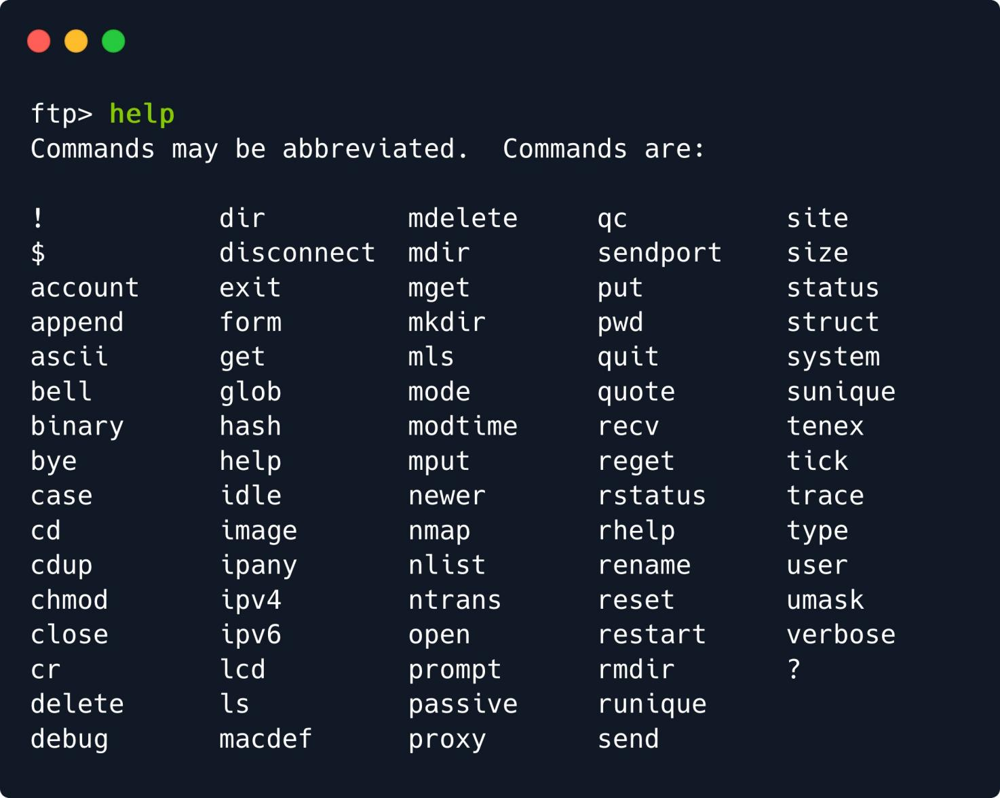 ftp> help
Commands may be abbreviated.  Commands are:

!           dir         mdelete     qc          site
$           disconnect  mdir        sendport    size
account     exit        mget        put         status
append      form        mkdir       pwd         struct
ascii       get         mls         quit        system
bell        glob        mode        quote       sunique
binary      hash        modtime     recv        tenex
bye         help        mput        reget       tick
case        idle        newer       rstatus     trace
cd          image       nmap        rhelp       type
cdup        ipany       nlist       rename      user
chmod       ipv4        ntrans      reset       umask
close       ipv6        open        restart     verbose
cr          lcd         prompt      rmdir       ?
delete      ls          passive     runique
debug       macdef      proxy       send